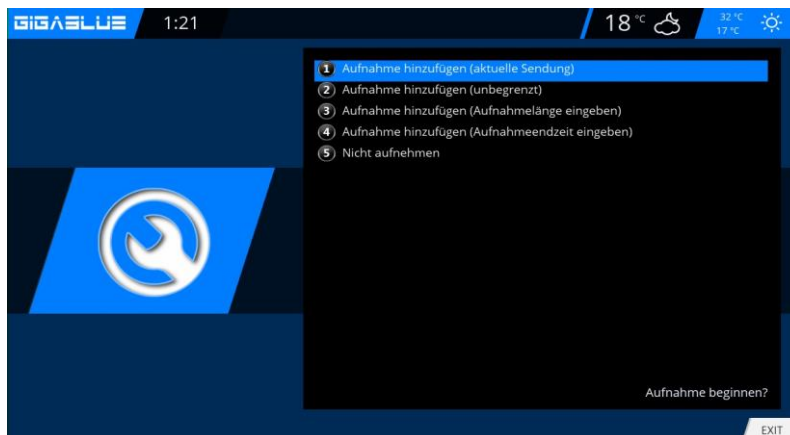 GIGABLUE 1:21 18 °C 32 °C
17 °C
1 Aufnahme hinzufügen (aktuelle Sendung)
2 Aufnahme hinzufügen (unbegrenzt)
3 Aufnahme hinzufügen (Aufnahmelänge eingeben)
4 Aufnahme hinzufügen (Aufnahmeendzeit eingeben)
5 Nicht aufnehmen
Aufnahme beginnen?
EXIT